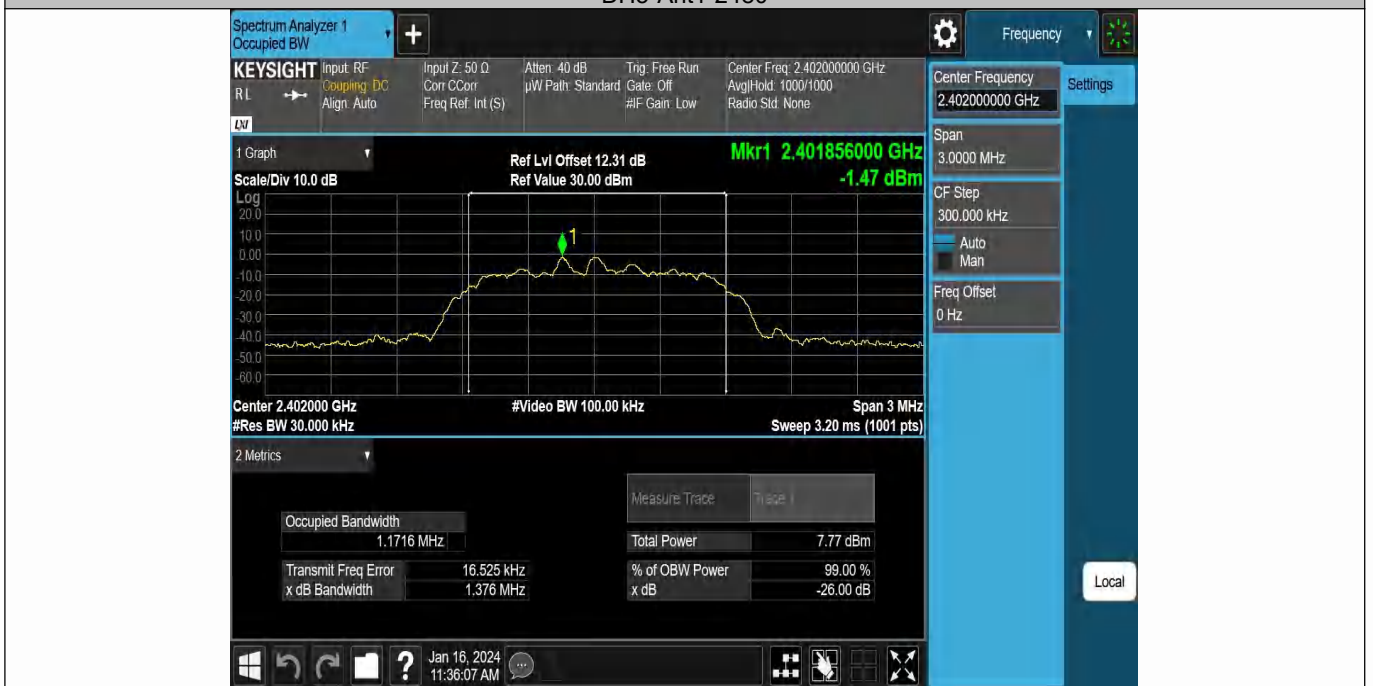 Spectrum Analyzer 1
Occupied BW
Frequency
KEYSIGHT
RL
LXI
Input: RF
Coupling: DC
Align: Auto
Input Z: 50 Ω
Corr CCorr
Freq Ref: Int (S)
Atten: 40 dB
µW Path: Standard
Trig: Free Run
Gate: Off
#IF Gain: Low
Center Freq: 2.402000000 GHz
Avg|Hold: 1000/1000
Radio Std: None
Center Frequency
2.402000000 GHz
Settings
Span
3.0000 MHz
CF Step
300.000 kHz
Auto
Man
Freq Offset
0 Hz
Local
1 Graph
Scale/Div 10.0 dB
Ref Lvl Offset 12.31 dB
Ref Value 30.00 dBm
Mkr1 2.401856000 GHz
-1.47 dBm
Log
20.0
10.0
0.00
-10.0
-20.0
-30.0
-40.0
-50.0
-60.0
1
Center 2.402000 GHz
#Video BW 100.00 kHz
Span 3 MHz
#Res BW 30.000 kHz
Sweep 3.20 ms (1001 pts)
2 Metrics
Measure Trace
Trace 1
Occupied Bandwidth
1.1716 MHz
Total Power
7.77 dBm
Transmit Freq Error
16.525 kHz
% of OBW Power
99.00 %
x dB Bandwidth
1.376 MHz
x dB
-26.00 dB
?
Jan 16, 2024
11:36:07 AM